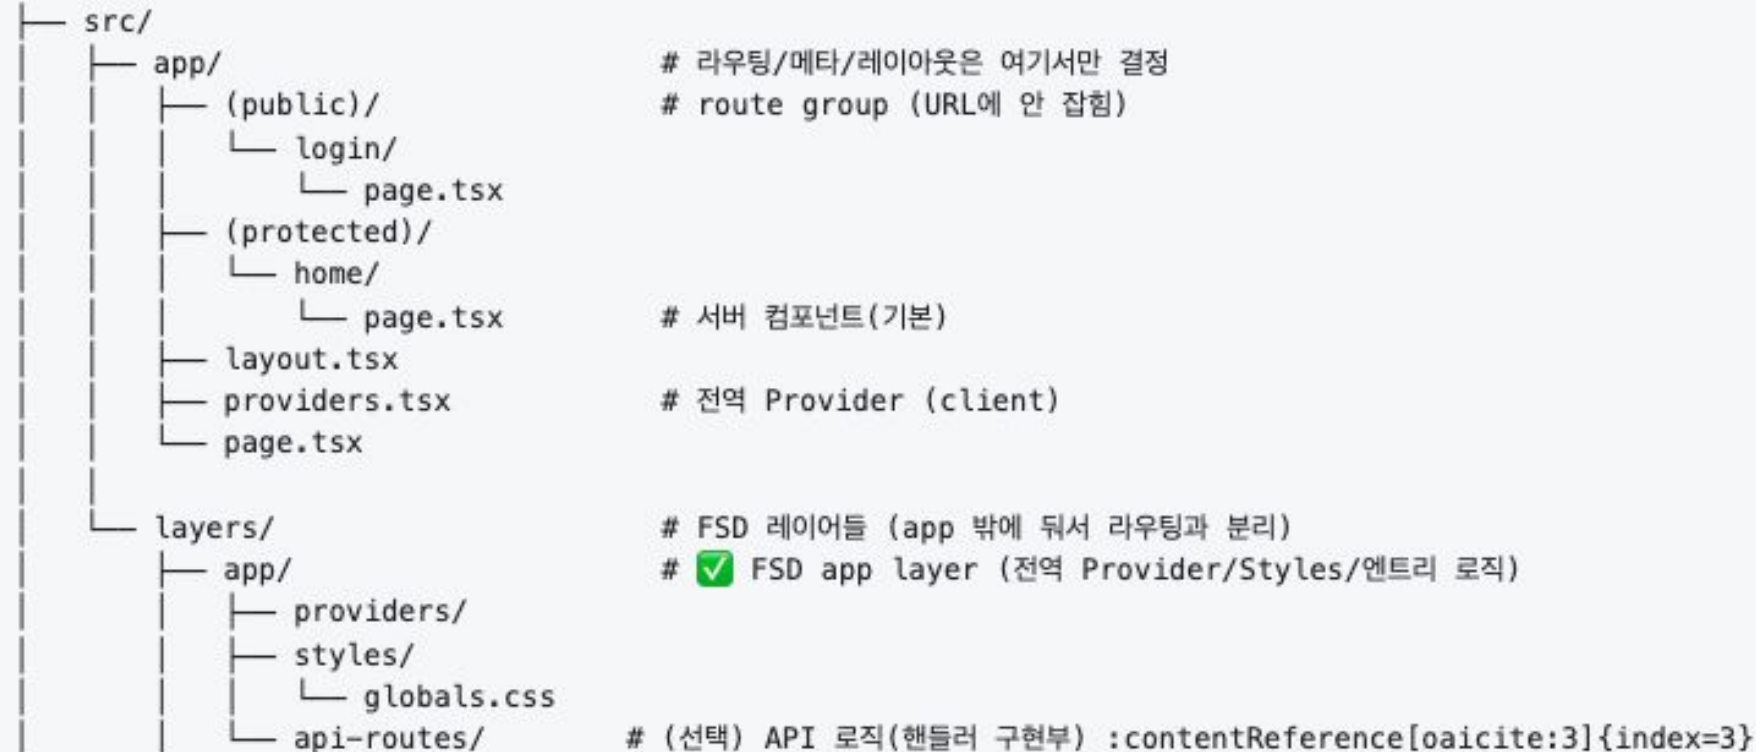 ├── src/
│   ├── app/                         # 라우팅/메타/레이아웃은 여기서만 결정
│   │   ├── (public)/                # route group (URL에 안 잡힘)
│   │   │   └── login/
│   │   │       └── page.tsx
│   │   ├── (protected)/
│   │   │   └── home/
│   │   │       └── page.tsx         # 서버 컴포넌트(기본)
│   │   ├── layout.tsx
│   │   ├── providers.tsx            # 전역 Provider (client)
│   │   └── page.tsx
│   │
│   └── layers/                      # FSD 레이어들 (app 밖에 둬서 라우팅과 분리)
│       ├── app/                     # ✅ FSD app layer (전역 Provider/Styles/엔트리 로직)
│       │   ├── providers/
│       │   ├── styles/
│       │   │   └── globals.css
│       │   └── api-routes/        # (선택) API 로직(핸들러 구현부) :contentReference[oaicite:3]{index=3}